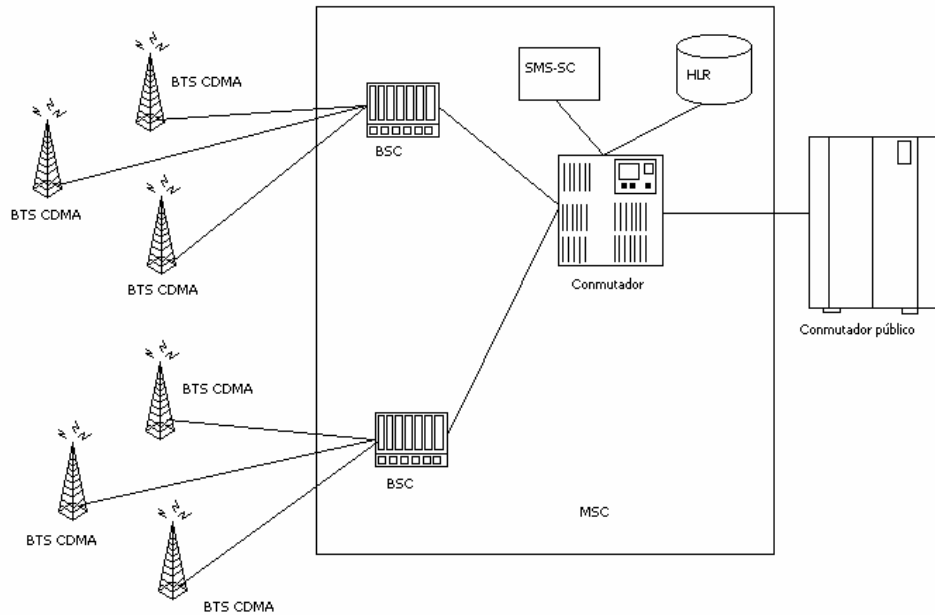 BTS CDMA
BTS CDMA
BTS CDMA
BSC
SMS-SC
HLR
Conmutador
Conmutador público
BTS CDMA
BTS CDMA
BTS CDMA
BSC
MSC